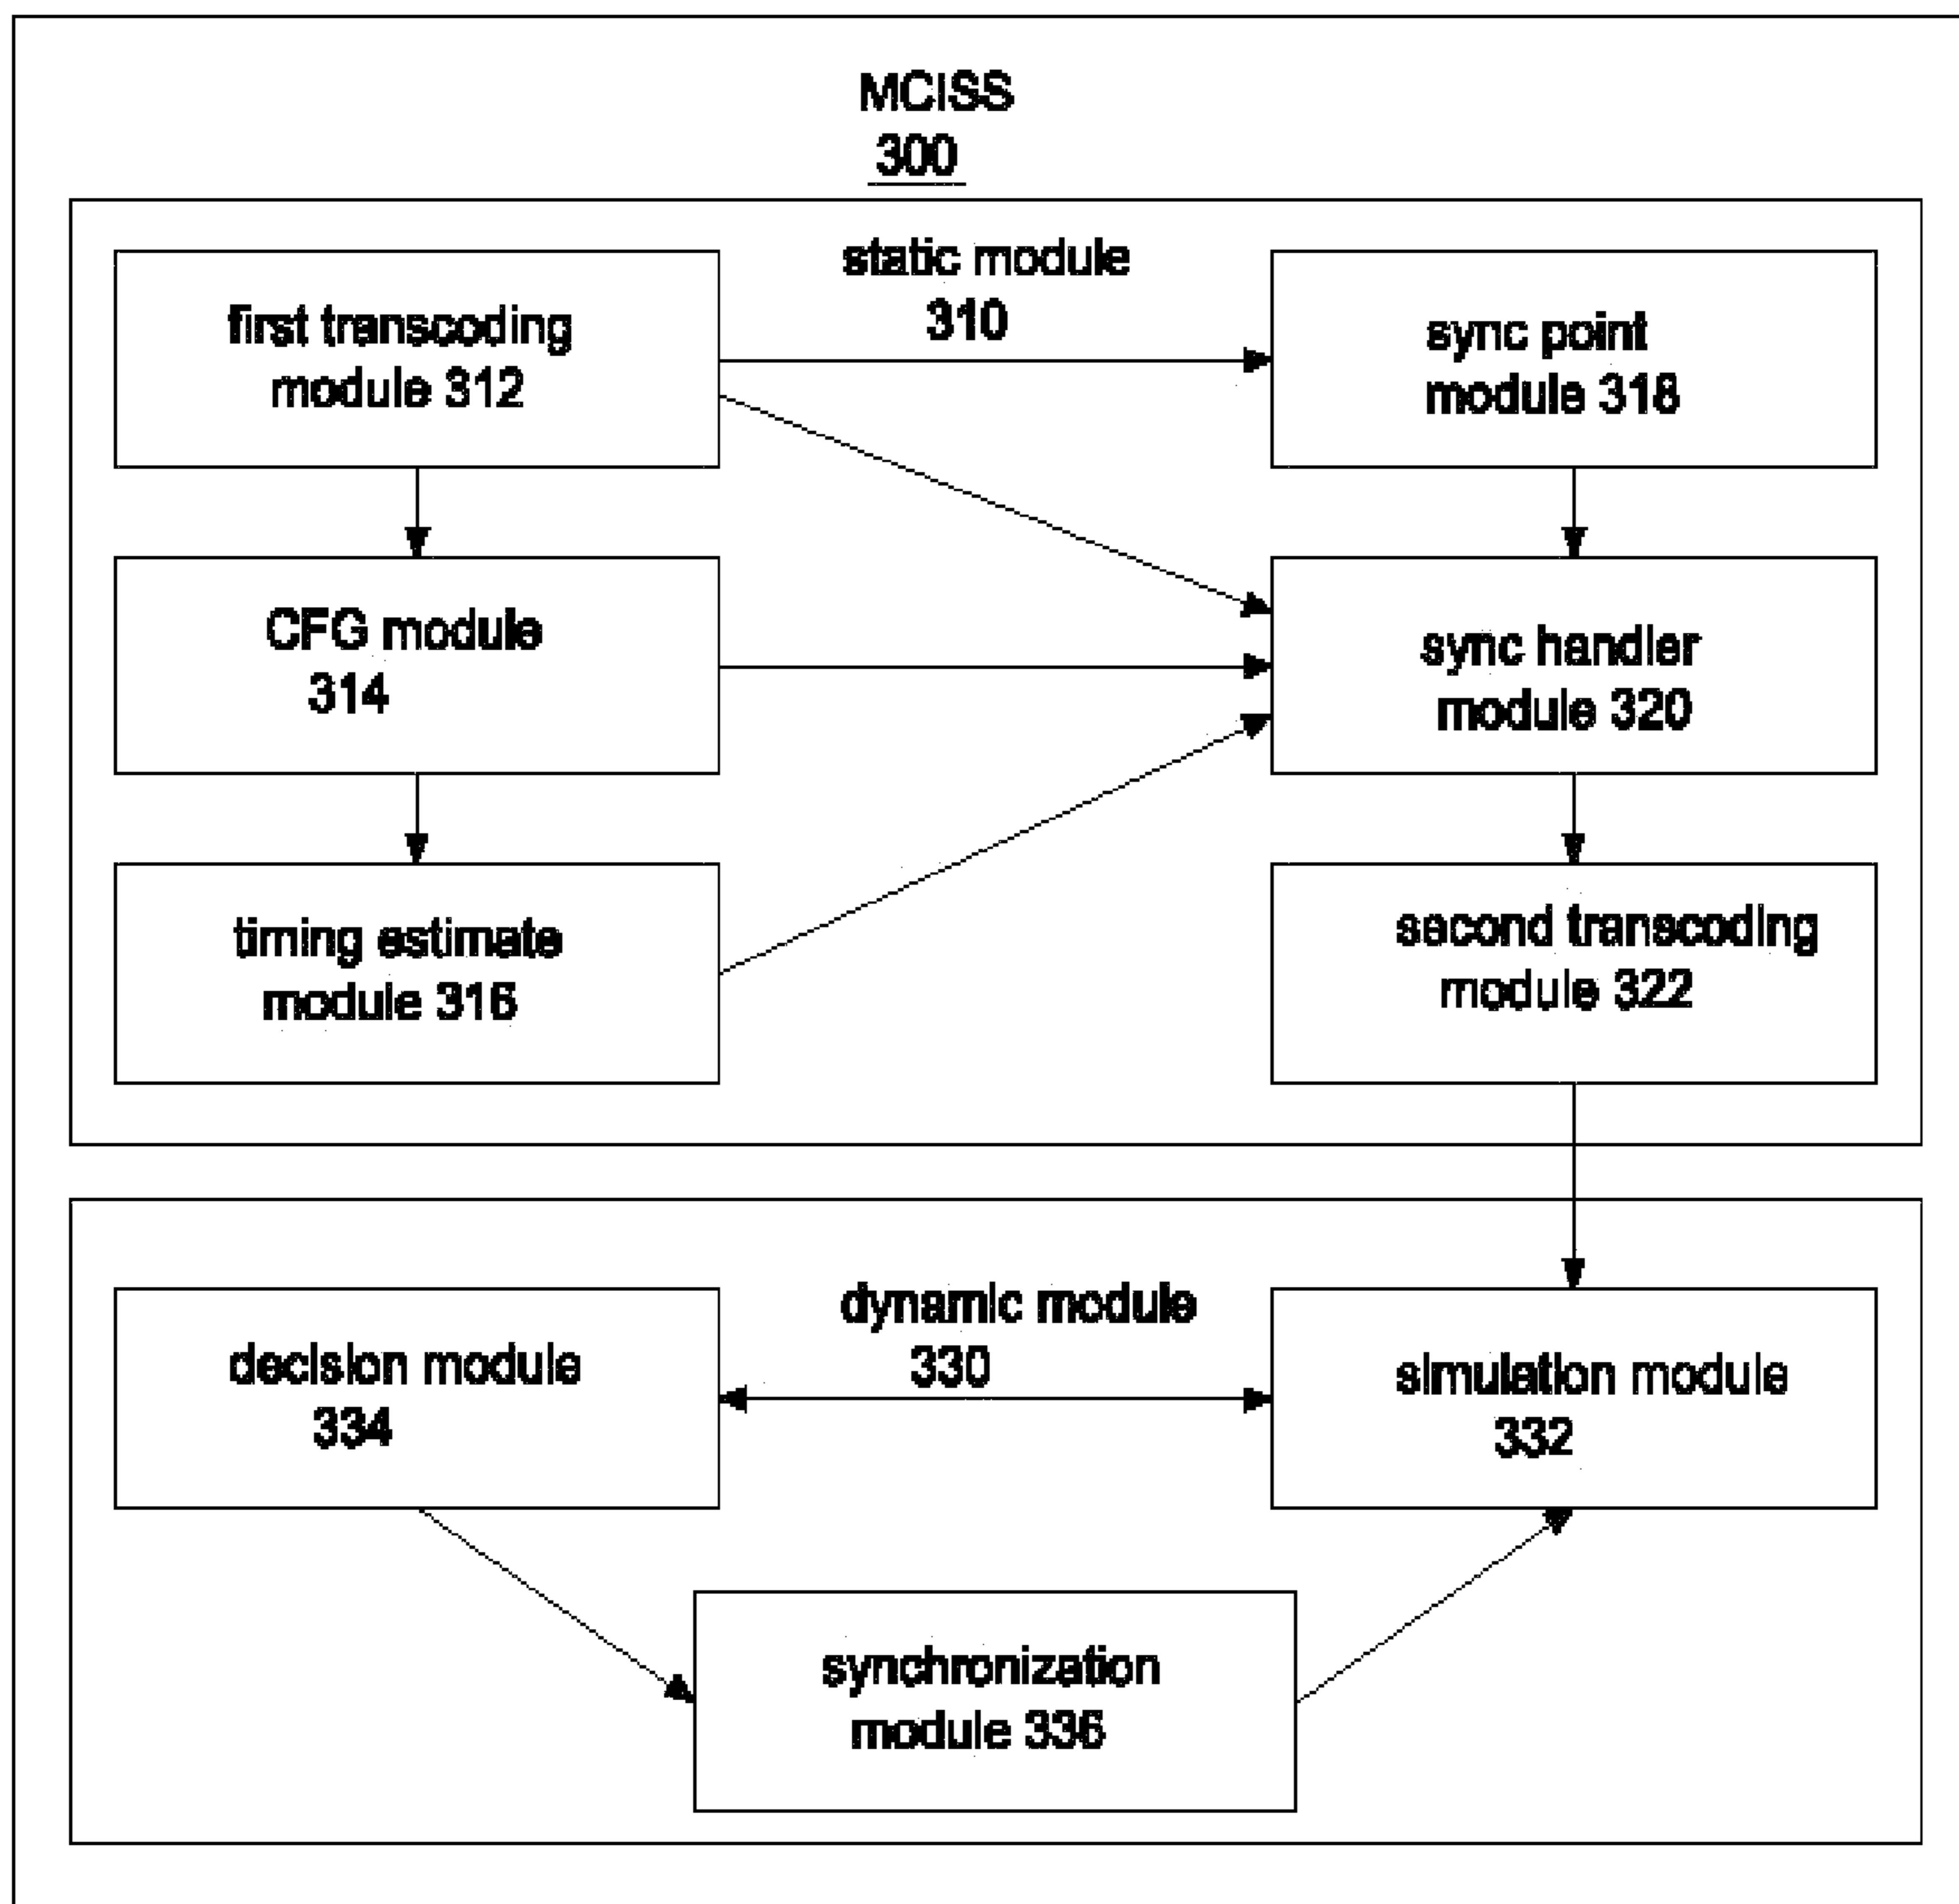 MCISS
300
static module
310
first transcoding
module 312
sync point
module 318
CFG module
314
sync handler
module 320
timing estimate
module 316
second transcoding
module 322
dynamic module
330
decision module
334
simulation module
332
synchronization
module 336